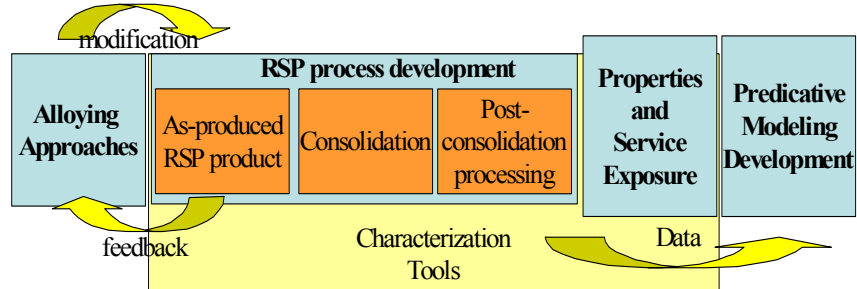 modification
RSP process development
Alloying
Approaches
As-produced
RSP product
Consolidation
Post-
consolidation
processing
Properties
and
Service
Exposure
Predicative
Modeling
Development
feedback
Characterization
Tools
Data